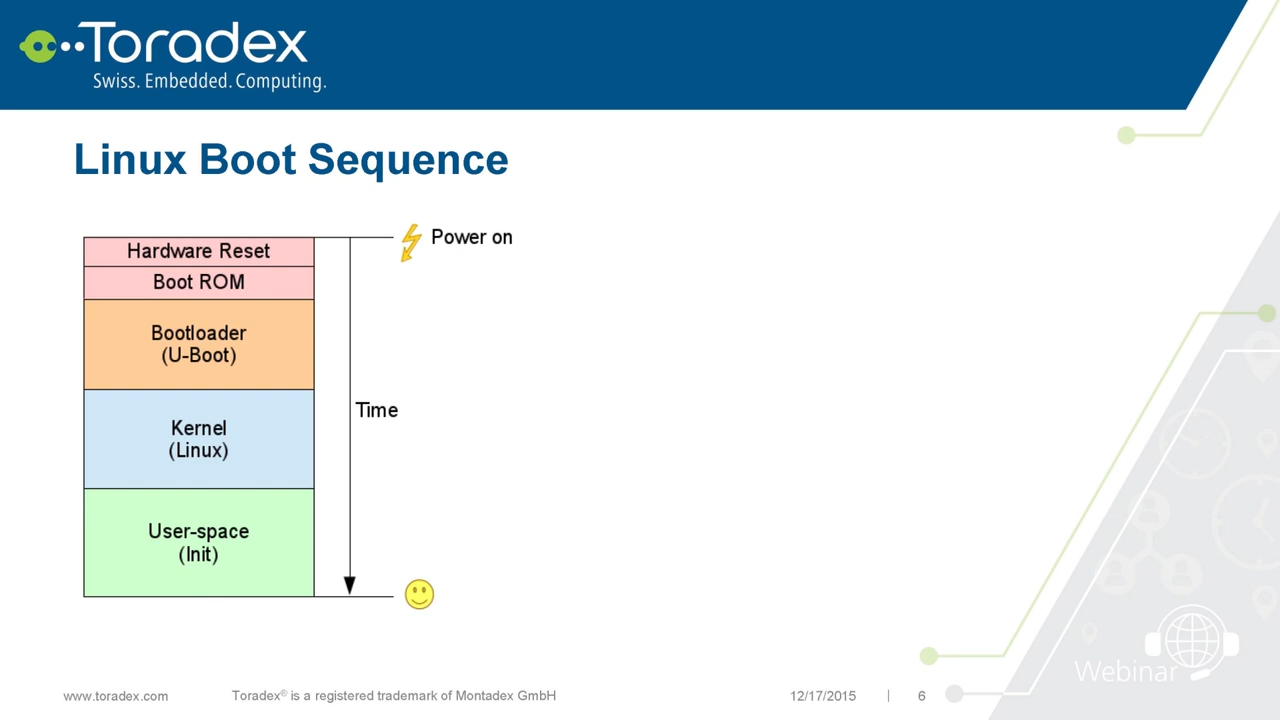 Toradex
Swiss. Embedded. Computing.
Linux Boot Sequence
Hardware Reset
Power on
Boot ROM
Bootloader
(U-Boot)
Time
Kernel
(Linux)
User-space
(Init)
Webinar
www.toradex.com
Toradex® is a registered trademark of Montadex GmbH
12/17/2015 | 6